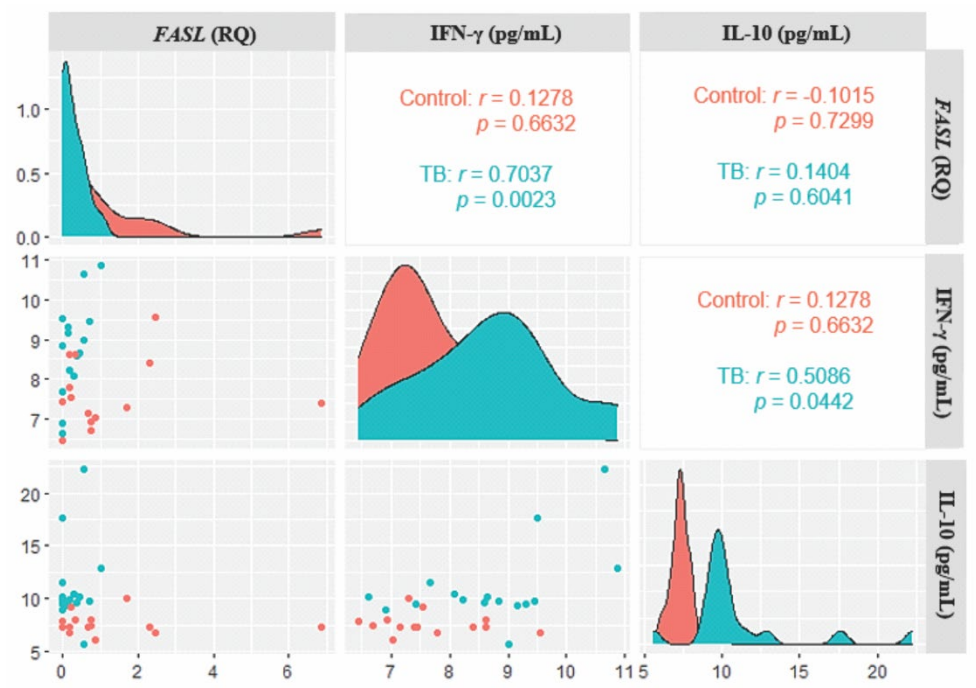 FASL (RQ)
IFN-γ (pg/mL)
IL-10 (pg/mL)
1.0
0.5
0.0
Control: r = 0.1278
p = 0.6632
TB: r = 0.7037
p = 0.0023
Control: r = -0.1015
p = 0.7299
TB: r = 0.1404
p = 0.6041
FASL (RQ)
11
10
9
8
7
Control: r = 0.1278
p = 0.6632
TB: r = 0.5086
p = 0.0442
IFN-γ (pg/mL)
20
15
10
5
IL-10 (pg/mL)
0 2 4 6
7 8 9 10 11
5 10 15 20